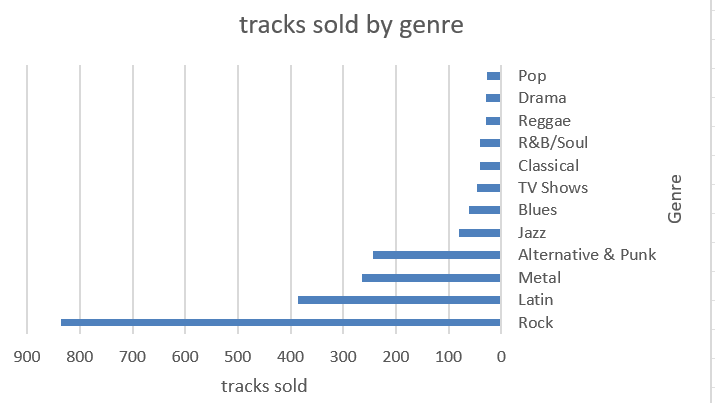 tracks sold by genre
Pop
Drama
Reggae
R&B/Soul
Classical
TV Shows
Blues
Jazz
Alternative & Punk
Metal
Latin
Rock
Genre
900 800 700 600 500 400 300 200 100 0
tracks sold